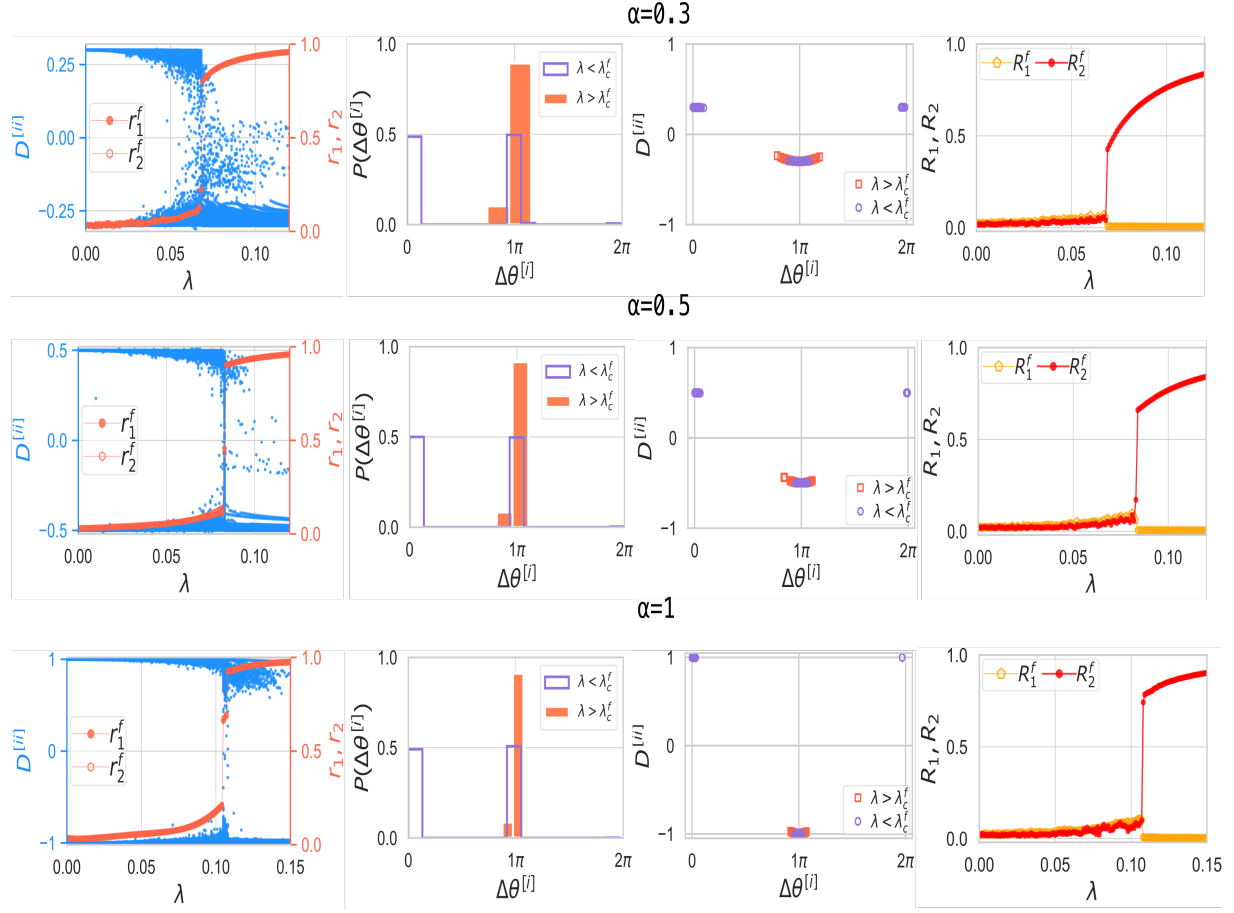 α=0.3
0.25
0.00
−0.25
D^[ii]
r_1^f
r_2^f
1.0
0.5
0.0
r_1, r_2
0.00 0.05 0.10
λ
1.0
0.5
0.0
P(Δθ^[i])
λ < λ_c^f
λ > λ_c^f
0 1π 2π
Δθ^[i]
1
0
−1
D^[ii]
λ > λ_c^f
λ < λ_c^f
0 1π 2π
Δθ^[i]
1.0
0.5
0.0
R_1, R_2
R_1^f R_2^f
0.00 0.05 0.10
λ
α=0.5
0.5
0.0
−0.5
D^[ii]
r_1^f
r_2^f
1.0
0.5
0.0
r_1, r_2
0.00 0.05 0.10
λ
1.0
0.5
0.0
P(Δθ^[i])
λ < λ_c^f
λ > λ_c^f
0 1π 2π
Δθ^[i]
1
0
−1
D^[ii]
λ > λ_c^f
λ < λ_c^f
0 1π 2π
Δθ^[i]
1.0
0.5
0.0
R_1, R_2
R_1^f R_2^f
0.00 0.05 0.10
λ
α=1
1
0
−1
D^[ii]
r_1^f
r_2^f
1.0
0.5
0.0
r_1, r_2
0.00 0.05 0.10 0.15
λ
1.0
0.5
0.0
P(Δθ^[i])
λ < λ_c^f
λ > λ_c^f
0 1π 2π
Δθ^[i]
1
0
−1
D^[ii]
λ > λ_c^f
λ < λ_c^f
0 1π 2π
Δθ^[i]
1.0
0.5
0.0
R_1, R_2
R_1^f R_2^f
0.00 0.05 0.10 0.15
λ